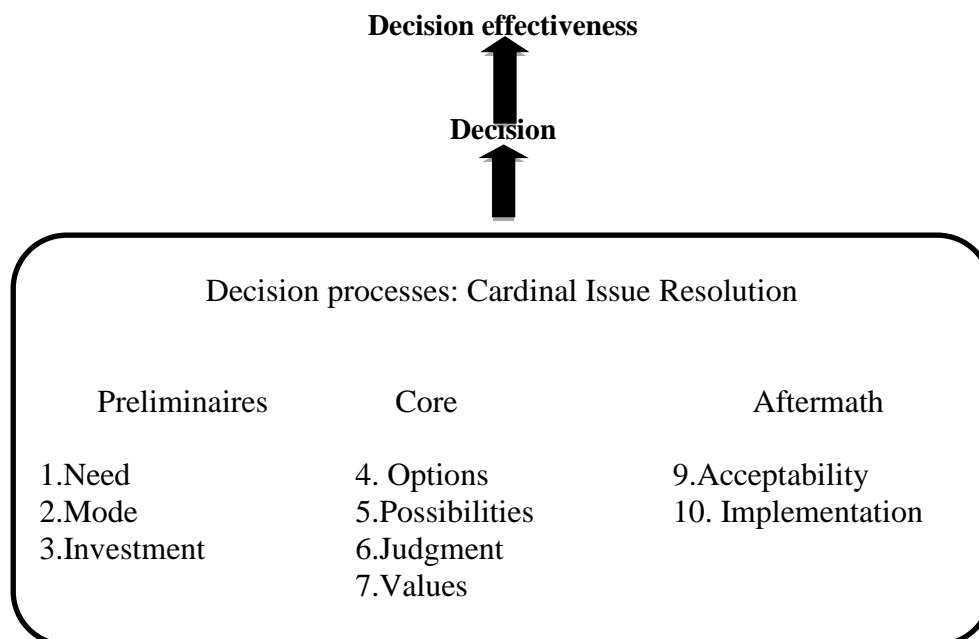 Decision effectiveness
Decision
Decision processes: Cardinal Issue Resolution
Preliminaires
Core
Aftermath
1.Need
2.Mode
3.Investment
4. Options
5.Possibilities
6.Judgment
7.Values
9.Acceptability
10. Implementation